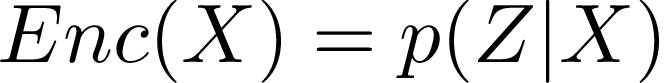 Enc(X) = p(Z|X)